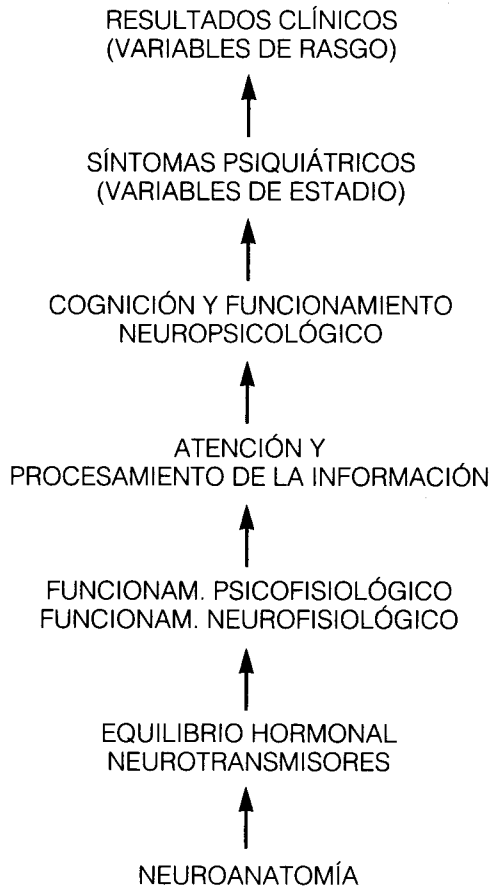 RESULTADOS CLÍNICOS
(VARIABLES DE RASGO)
SÍNTOMAS PSIQUIÁTRICOS
(VARIABLES DE ESTADIO)
COGNICIÓN Y FUNCIONAMIENTO
NEUROPSICOLÓGICO
ATENCIÓN Y
PROCESAMIENTO DE LA INFORMACIÓN
FUNCIONAM. PSICOFISIOLÓGICO
FUNCIONAM. NEUROFISIOLÓGICO
EQUILIBRIO HORMONAL
NEUROTRANSMISORES
NEUROANATOMÍA